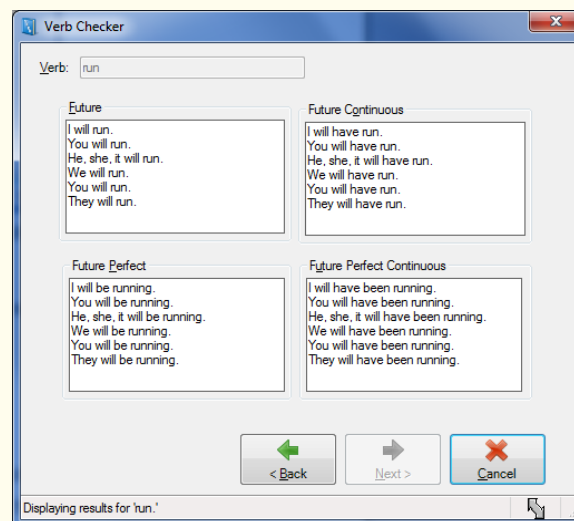 Verb Checker
Verb: run
Future
I will run.
You will run.
He, she, it will run.
We will run.
You will run.
They will run.
Future Continuous
I will have run.
You will have run.
He, she, it will have run.
We will have run.
You will have run.
They will have run.
Future Perfect
I will be running.
You will be running.
He, she, it will be running.
We will be running.
You will be running.
They will be running.
Future Perfect Continuous
I will have been running.
You will have been running.
He, she, it will have been running.
We will have been running.
You will have been running.
They will have been running.
< Back
Next >
Cancel
Displaying results for 'run.'